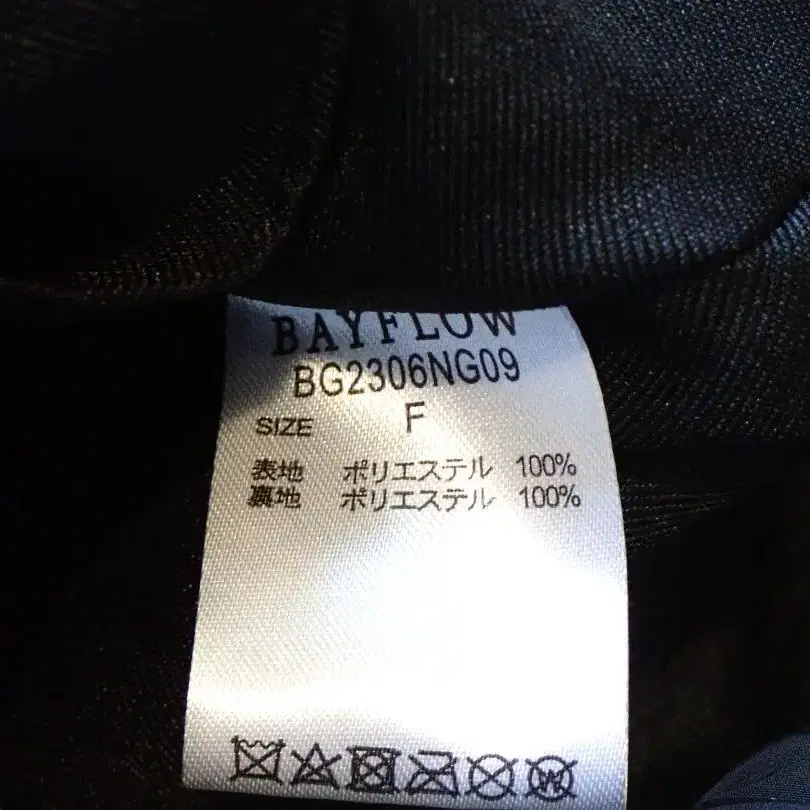 BAYFLOW
BG2306NG09
SIZE F
表地 ポリエステル 100%
裏地 ポリエステル 100%
W